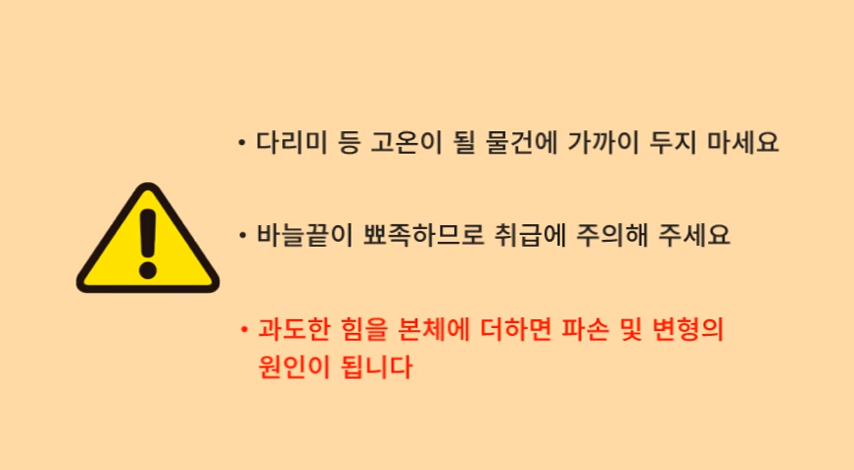 • 다리미 등 고온이 될 물건에 가까이 두지 마세요
• 바늘끝이 뾰족하므로 취급에 주의해 주세요
• 과도한 힘을 본체에 더하면 파손 및 변형의
원인이 됩니다